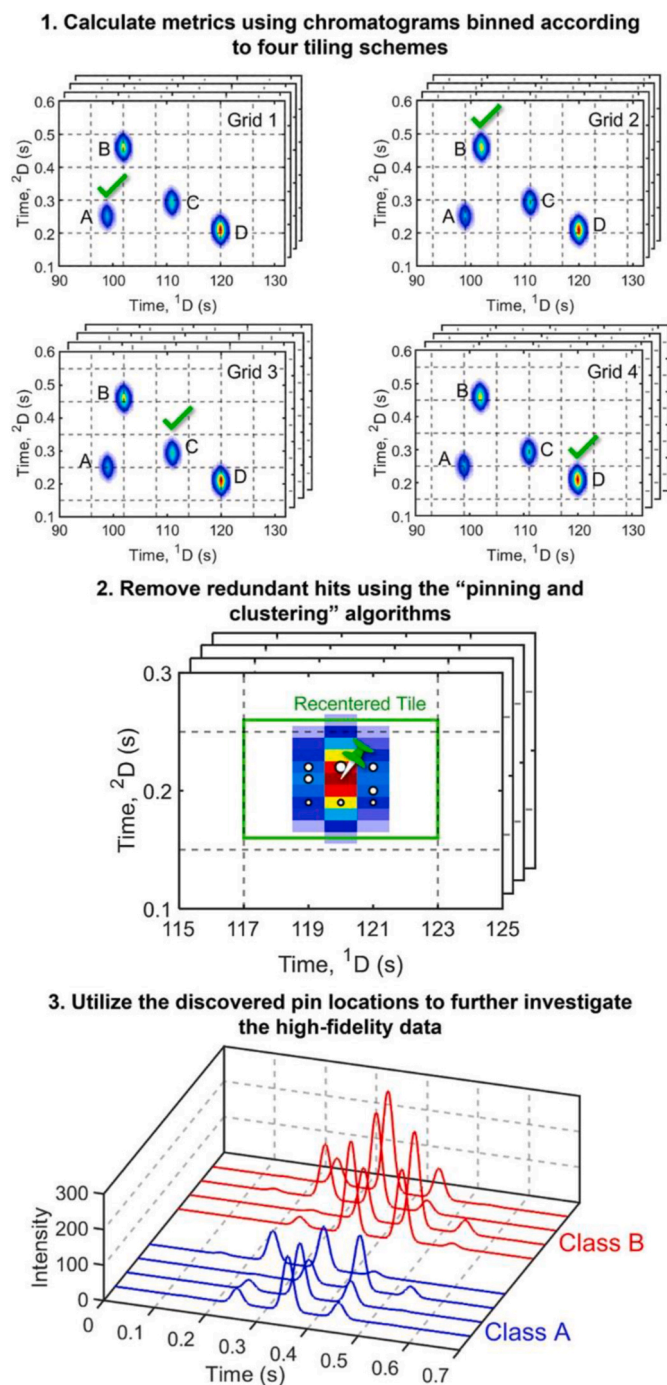 1. Calculate metrics using chromatograms binned according
to four tiling schemes
0.6
0.5
0.4
0.3
0.2
0.1
Time, ²D (s)
Grid 1
B
A
C
D
90 100 110 120 130
Time, ¹D (s)
0.6
0.5
0.4
0.3
0.2
0.1
Time, ²D (s)
Grid 2
B
A
C
D
90 100 110 120 130
Time, ¹D (s)
0.6
0.5
0.4
0.3
0.2
0.1
Time, ²D (s)
Grid 3
B
A
C
D
90 100 110 120 130
Time, ¹D (s)
0.6
0.5
0.4
0.3
0.2
0.1
Time, ²D (s)
Grid 4
B
A
C
D
90 100 110 120 130
Time, ¹D (s)
2. Remove redundant hits using the “pinning and
clustering” algorithms
0.3
0.2
0.1
Time, ²D (s)
Recentered Tile
115 117 119 121 123 125
Time, ¹D (s)
3. Utilize the discovered pin locations to further investigate
the high-fidelity data
300
200
100
0
Intensity
Class B
Class A
0 0.1 0.2 0.3 0.4 0.5 0.6 0.7
Time (s)